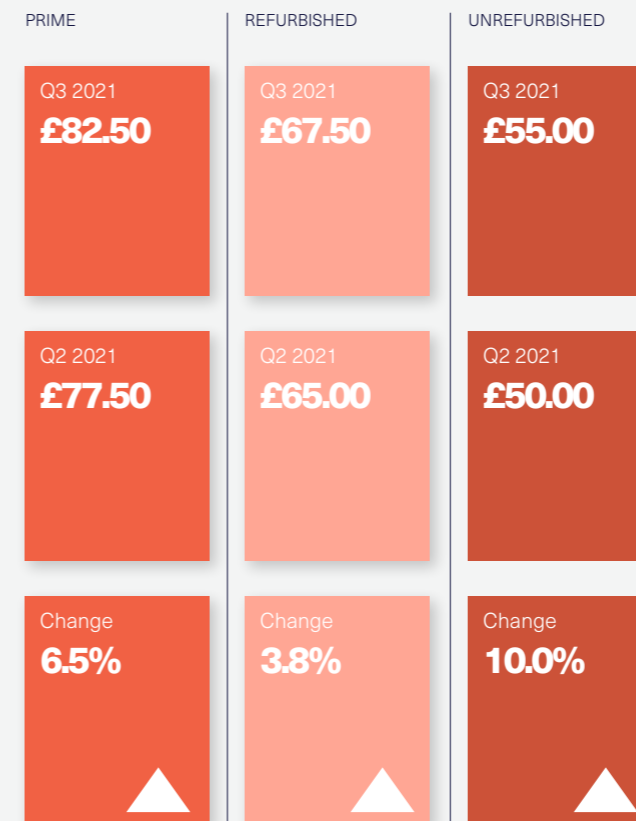 PRIME
Q3 2021
£82.50
Q2 2021
£77.50
Change
6.5%
REFURBISHED
Q3 2021
£67.50
Q2 2021
£65.00
Change
3.8%
UNREFURBISHED
Q3 2021
£55.00
Q2 2021
£50.00
Change
10.0%